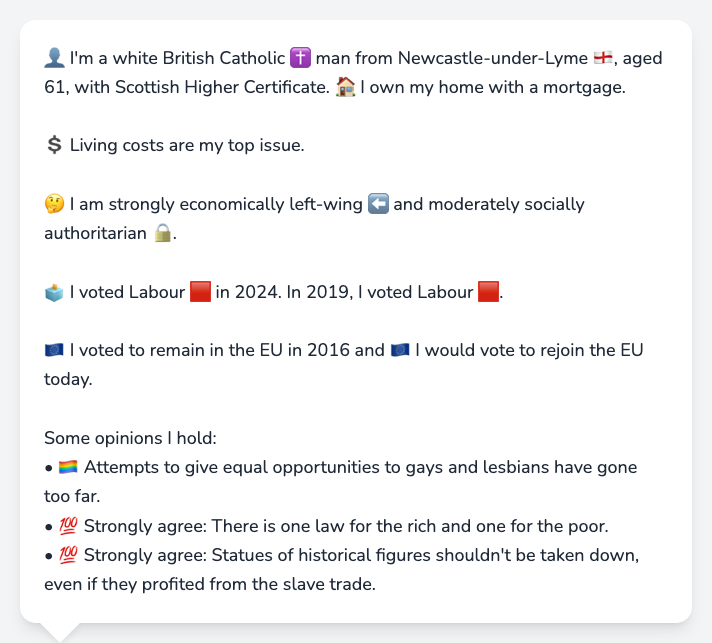 👤 I'm a white British Catholic ✝️ man from Newcastle-under-Lyme 🏴󠁧󠁢󠁥󠁮󠁧󠁿, aged
61, with Scottish Higher Certificate. 🏠 I own my home with a mortgage.
💲 Living costs are my top issue.
🤔 I am strongly economically left-wing ⬅️ and moderately socially
authoritarian 🔒.
🗳️ I voted Labour 🟥 in 2024. In 2019, I voted Labour 🟥.
🇪🇺 I voted to remain in the EU in 2016 and 🇪🇺 I would vote to rejoin the EU
today.
Some opinions I hold:
• 🏳️‍🌈 Attempts to give equal opportunities to gays and lesbians have gone
too far.
• 💯 Strongly agree: There is one law for the rich and one for the poor.
• 💯 Strongly agree: Statues of historical figures shouldn't be taken down,
even if they profited from the slave trade.